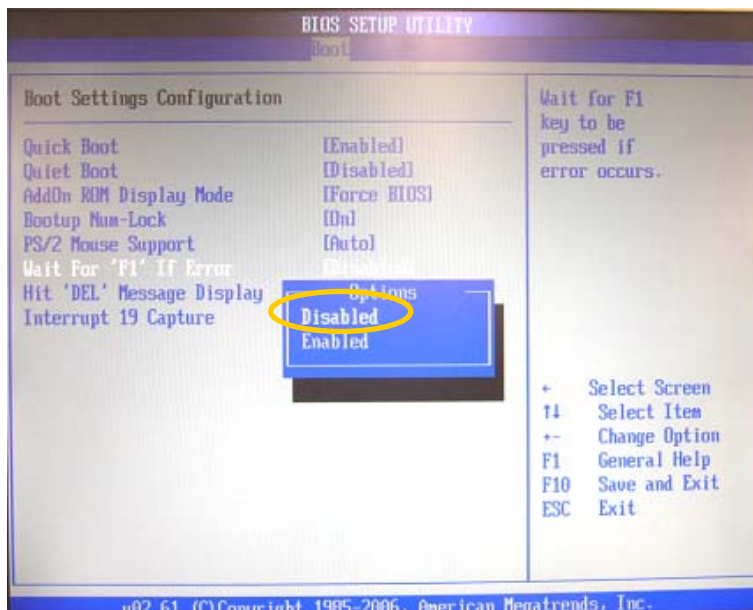 BIOS SETUP UTILITY
Boot
Boot Settings Configuration
Quick Boot [Enabled]
Quiet Boot [Disabled]
AddOn ROM Display Mode [Force BIOS]
Bootup Num-Lock [On]
PS/2 Mouse Support [Auto]
Wait For 'F1' If Error [Disabled]
Hit 'DEL' Message Display
Interrupt 19 Capture
Options
Disabled
Enabled
Wait for F1
key to be
pressed if
error occurs.
← Select Screen
↑↓ Select Item
+- Change Option
F1 General Help
F10 Save and Exit
ESC Exit
v02.61 (C)Copyright 1985-2006, American Megatrends, Inc.